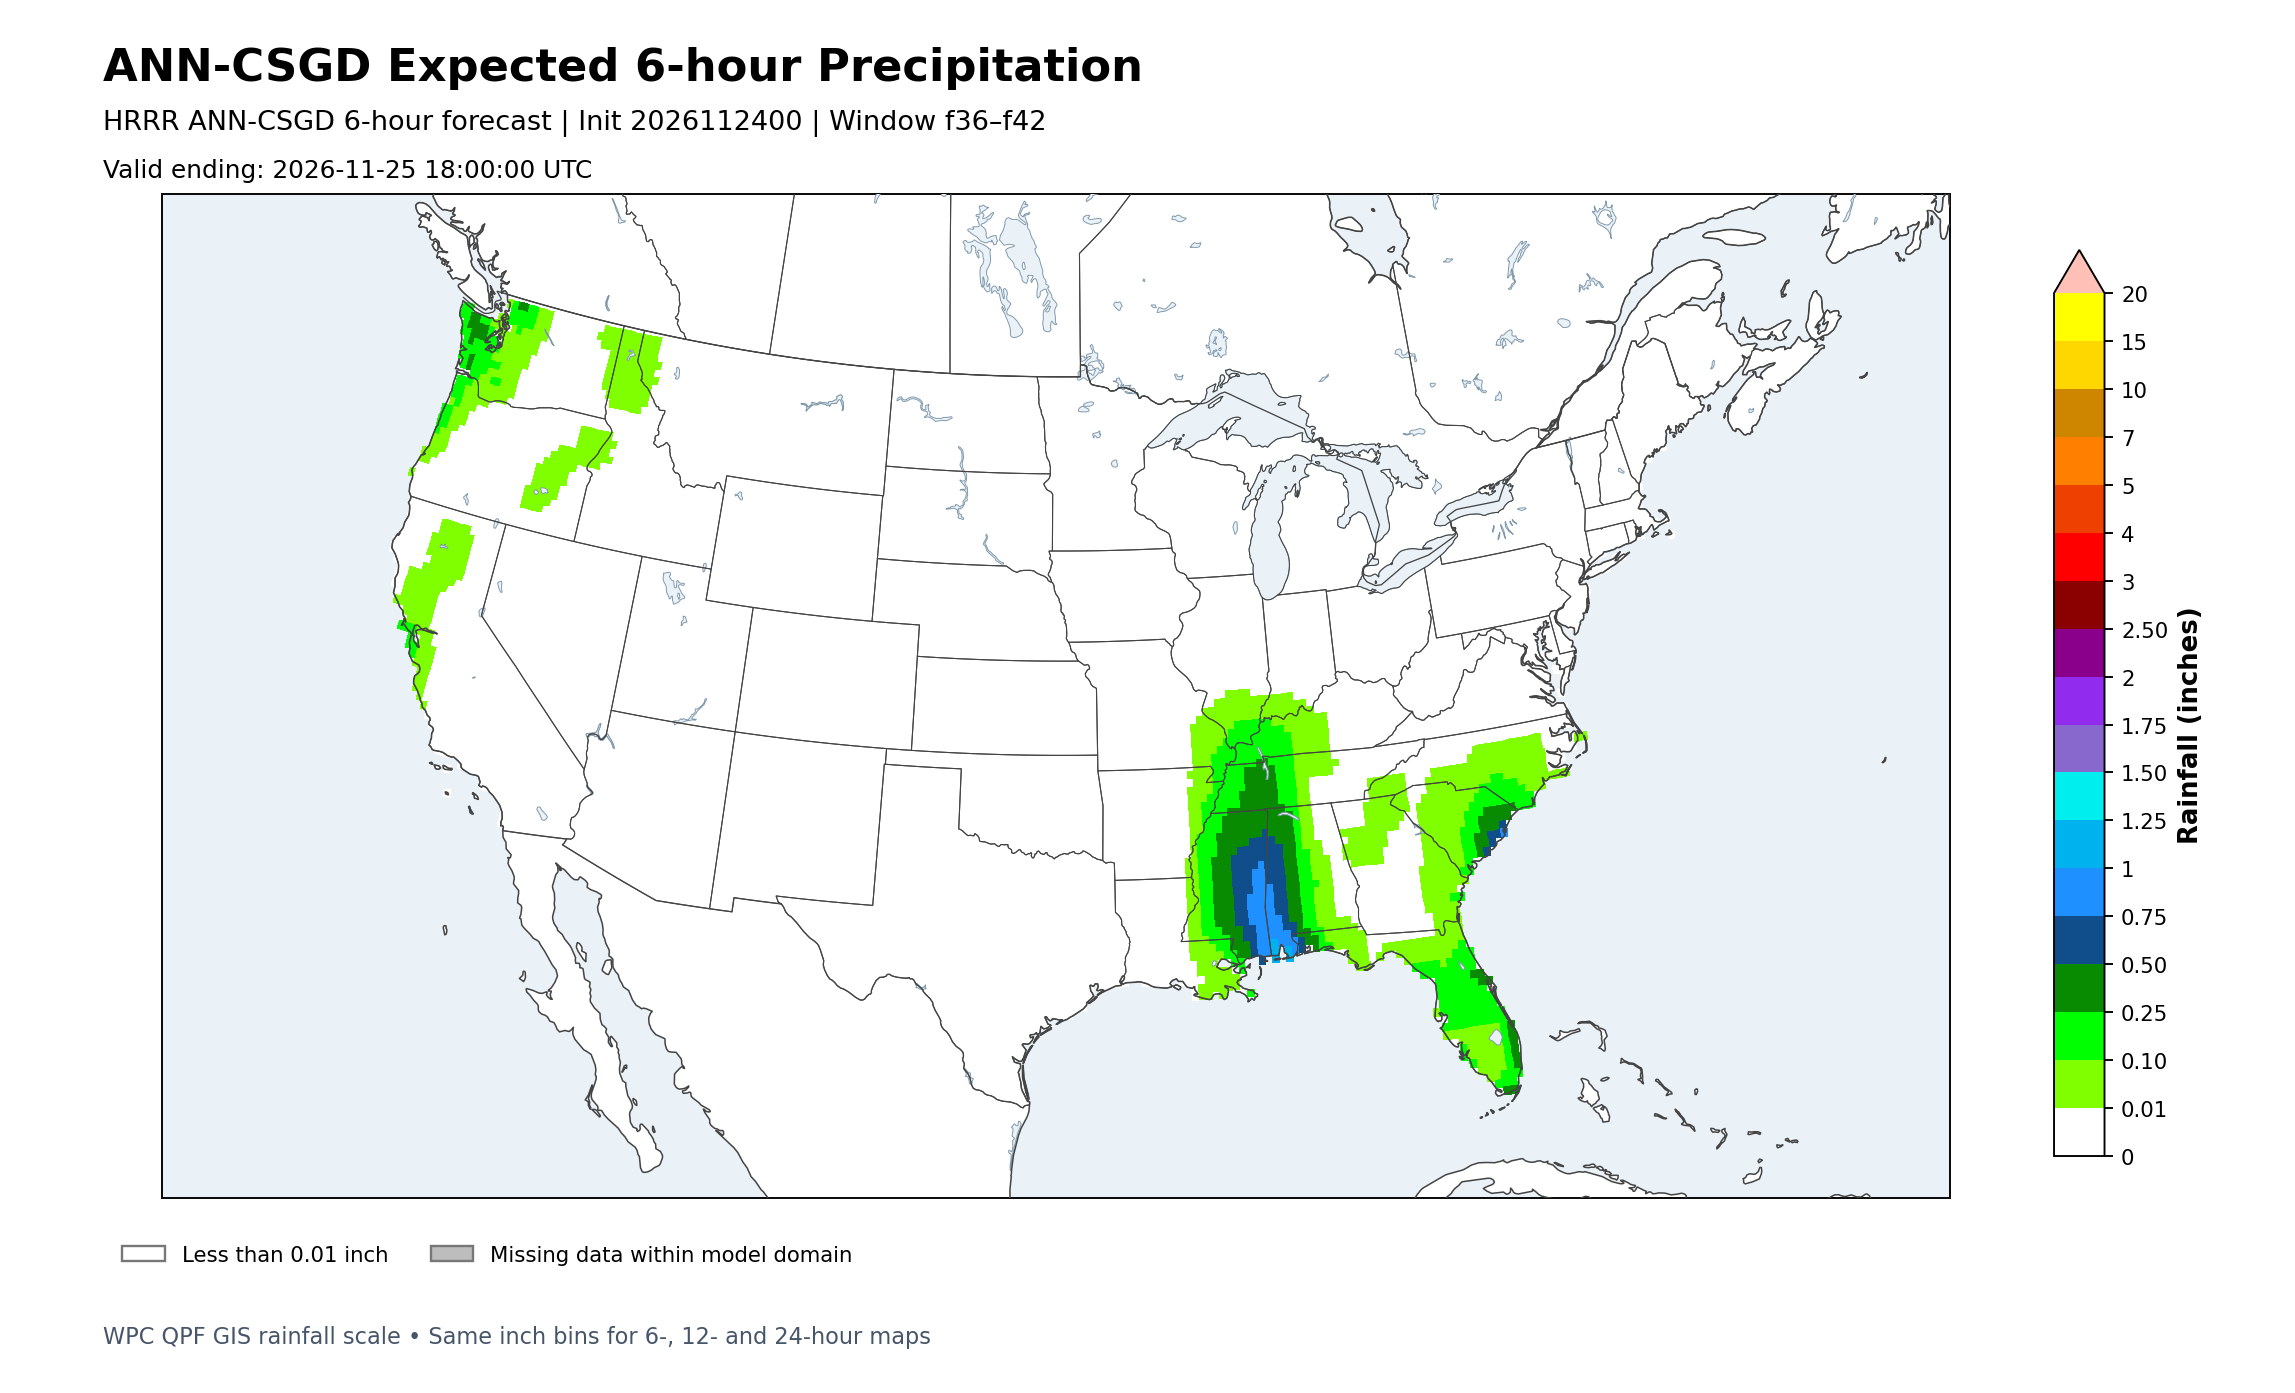 ANN-CSGD Expected 6-hour Precipitation
HRRR ANN-CSGD 6-hour forecast | Init 2026112400 | Window f36–f42
Valid ending: 2026-11-25 18:00:00 UTC
20
15
10
7
5
4
3
2.50
2
1.75
1.50
1.25
1
0.75
0.50
0.25
0.10
0.01
0
Rainfall (inches)
Less than 0.01 inch
Missing data within model domain
WPC QPF GIS rainfall scale • Same inch bins for 6-, 12- and 24-hour maps